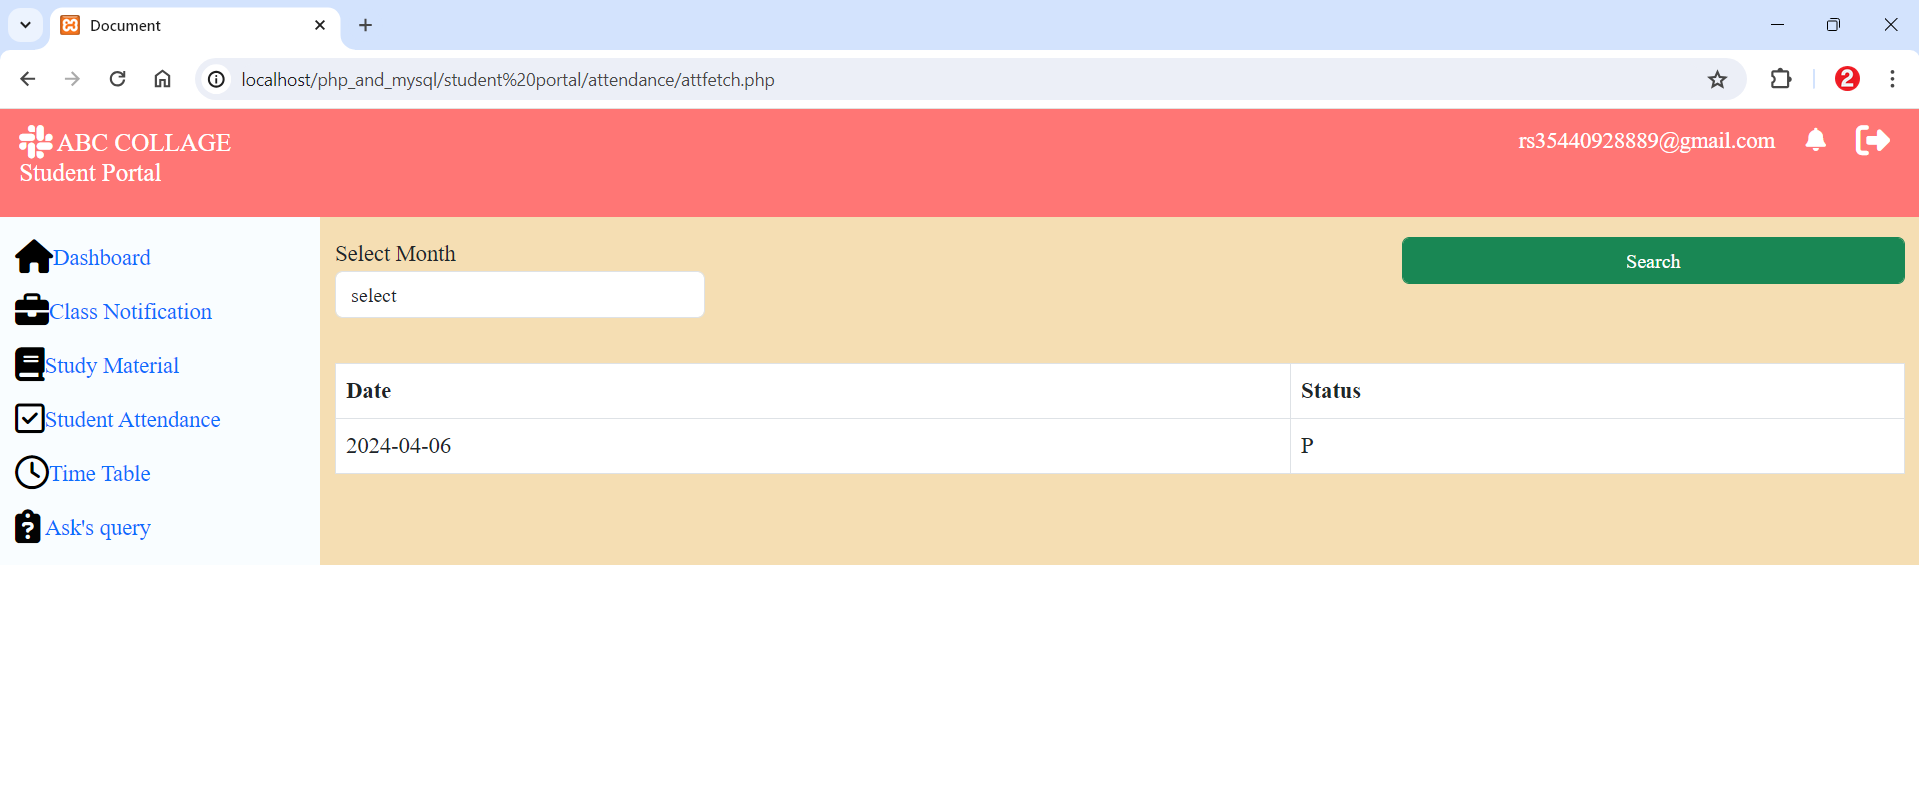 Document
localhost/php_and_mysql/student%20portal/attendance/attfetch.php
2
ABC COLLAGE
Student Portal
rs35440928889@gmail.com
Dashboard
Class Notification
Study Material
Student Attendance
Time Table
Ask's query
Select Month
select
Search
Date Status
2024-04-06 P